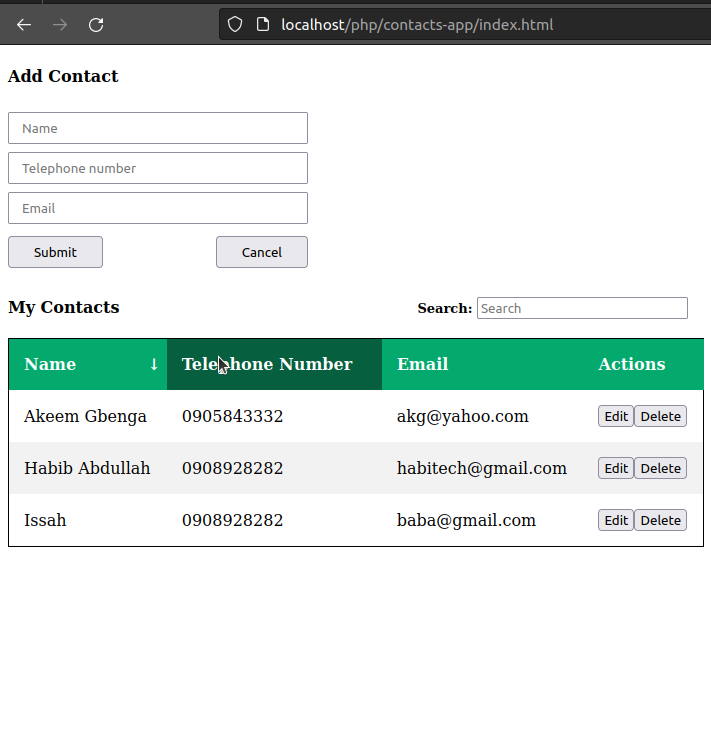 localhost/php/contacts-app/index.html
Add Contact
Name
Telephone number
Email
Submit Cancel
My Contacts Search: Search
Name ↓ Telephone Number Email Actions
Akeem Gbenga 0905843332 akg@yahoo.com Edit Delete
Habib Abdullah 0908928282 habitech@gmail.com Edit Delete
Issah 0908928282 baba@gmail.com Edit Delete